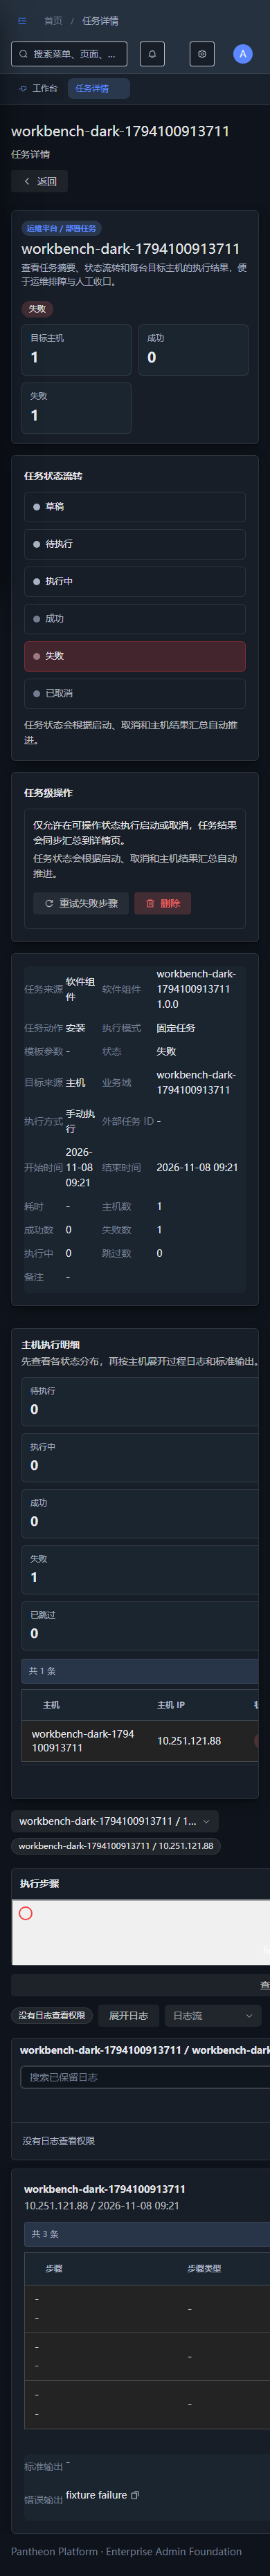 首页 / 任务详情
搜索菜单、页面、...
A
工作台 任务详情
workbench-dark-1794100913711
任务详情
返回
运维平台 / 部署任务
workbench-dark-1794100913711
查看任务摘要、状态流转和每台目标主机的执行结果，便
于运维排障与人工收口。
失败
目标主机
1
成功
0
失败
1
任务状态流转
草稿
待执行
执行中
成功
失败
已取消
任务状态会根据启动、取消和主机结果汇总自动推
进。
任务级操作
仅允许在可操作状态执行启动或取消，任务结果
会同步汇总到详情页。
任务状态会根据启动、取消和主机结果汇总自动
推进。
重试失败步骤 删除
任务来源 软件组件 软件组件 workbench-dark-1794100913711 1.0.0
任务动作 安装 执行模式 固定任务
模板参数 - 状态 失败
目标来源 主机 业务域 workbench-dark-1794100913711
执行方式 手动执行 外部任务 ID -
开始时间 2026-11-08 09:21 结束时间 2026-11-08 09:21
耗时 - 主机数 1
成功数 0 失败数 1
执行中 0 跳过数 0
备注 -
主机执行明细
先查看各状态分布，再按主机展开过程日志和标准输出。
待执行
0
执行中
0
成功
0
失败
1
已跳过
0
共 1 条
主机 主机 IP
workbench-dark-1794
100913711
10.251.121.88
workbench-dark-1794100913711 / 1...
workbench-dark-1794100913711 / 10.251.121.88
执行步骤
查
没有日志查看权限 展开日志 日志流
workbench-dark-1794100913711 / workbench-dark
搜索已保留日志
没有日志查看权限
workbench-dark-1794100913711
10.251.121.88 / 2026-11-08 09:21
共 3 条
步骤 步骤类型
-
- -
-
- -
-
- -
标准输出 -
错误输出 fixture failure
Pantheon Platform · Enterprise Admin Foundation